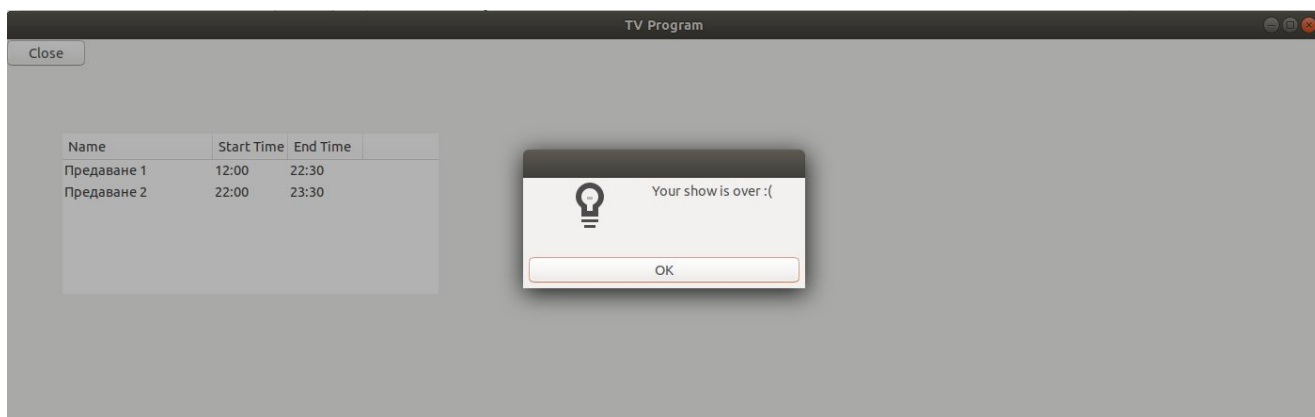 TV Program
Close
Name Start Time End Time
Предаване 1 12:00 22:30
Предаване 2 22:00 23:30
Your show is over :(
OK